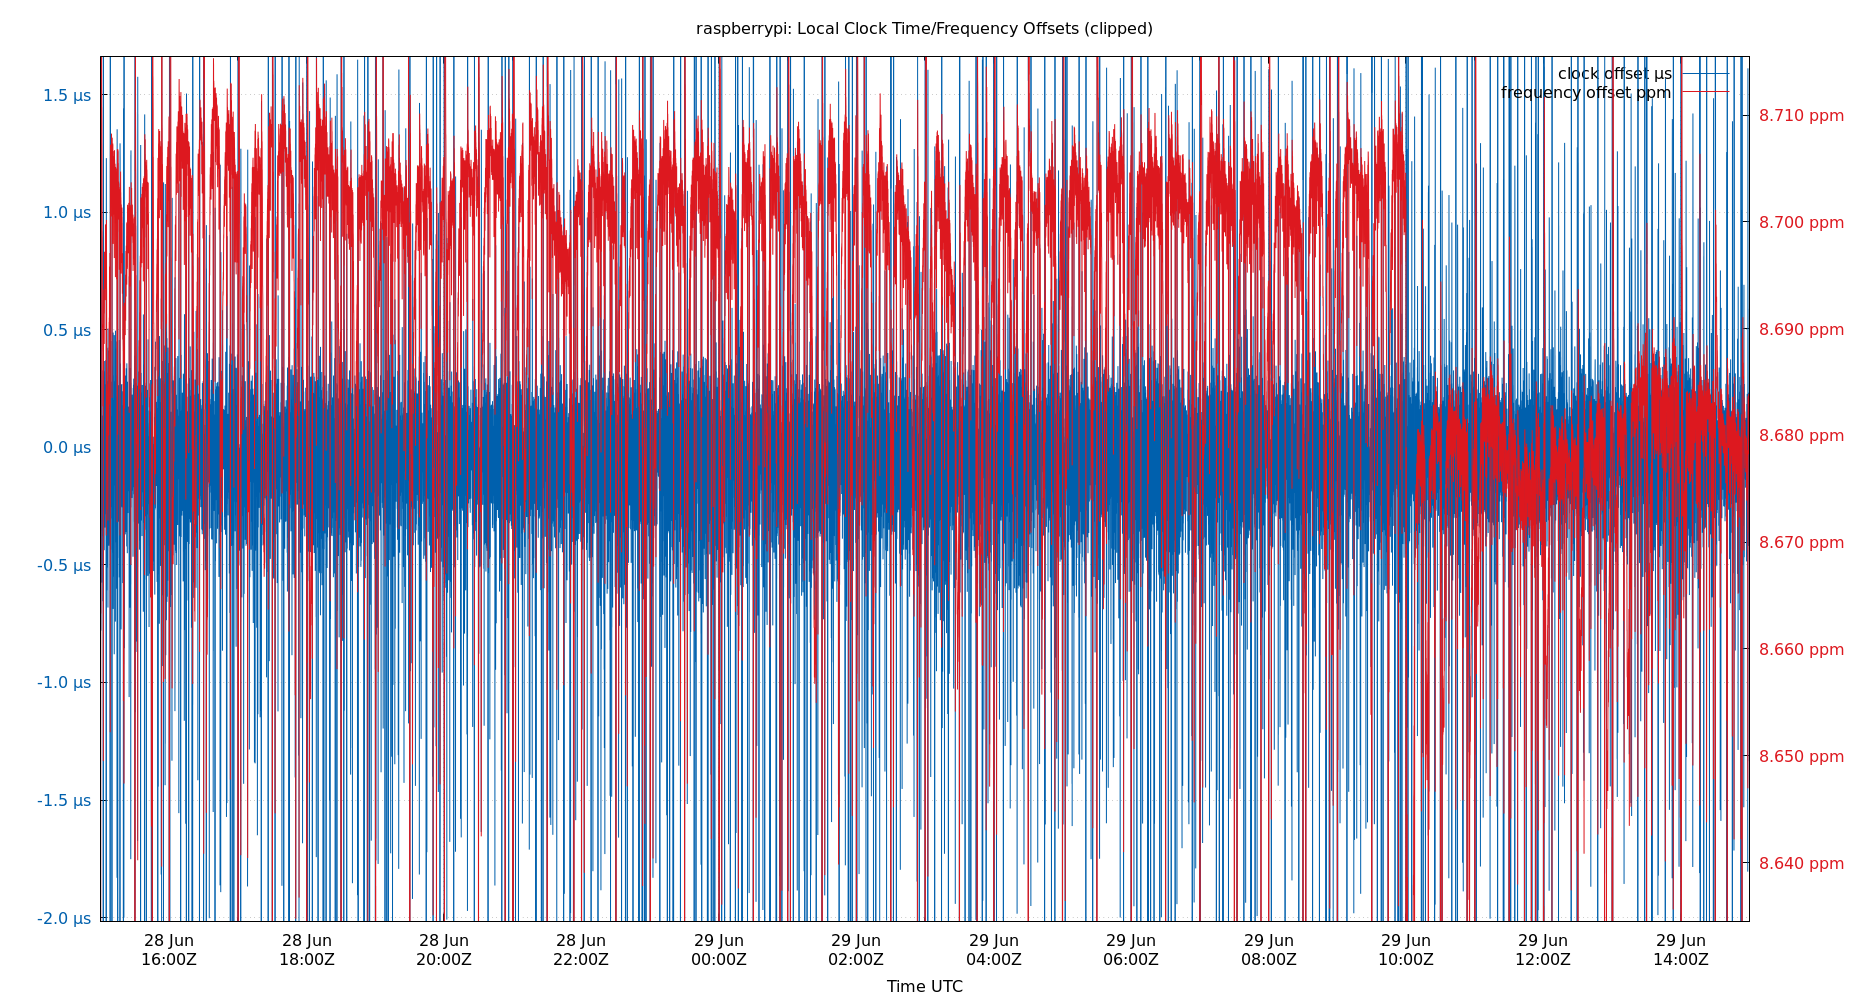 raspberrypi: Local Clock Time/Frequency Offsets (clipped)
clock offset µs
frequency offset ppm
1.5 µs
1.0 µs
0.5 µs
0.0 µs
-0.5 µs
-1.0 µs
-1.5 µs
-2.0 µs
8.710 ppm
8.700 ppm
8.690 ppm
8.680 ppm
8.670 ppm
8.660 ppm
8.650 ppm
8.640 ppm
28 Jun
16:00Z
28 Jun
18:00Z
28 Jun
20:00Z
28 Jun
22:00Z
29 Jun
00:00Z
29 Jun
02:00Z
29 Jun
04:00Z
29 Jun
06:00Z
29 Jun
08:00Z
29 Jun
10:00Z
29 Jun
12:00Z
29 Jun
14:00Z
Time UTC